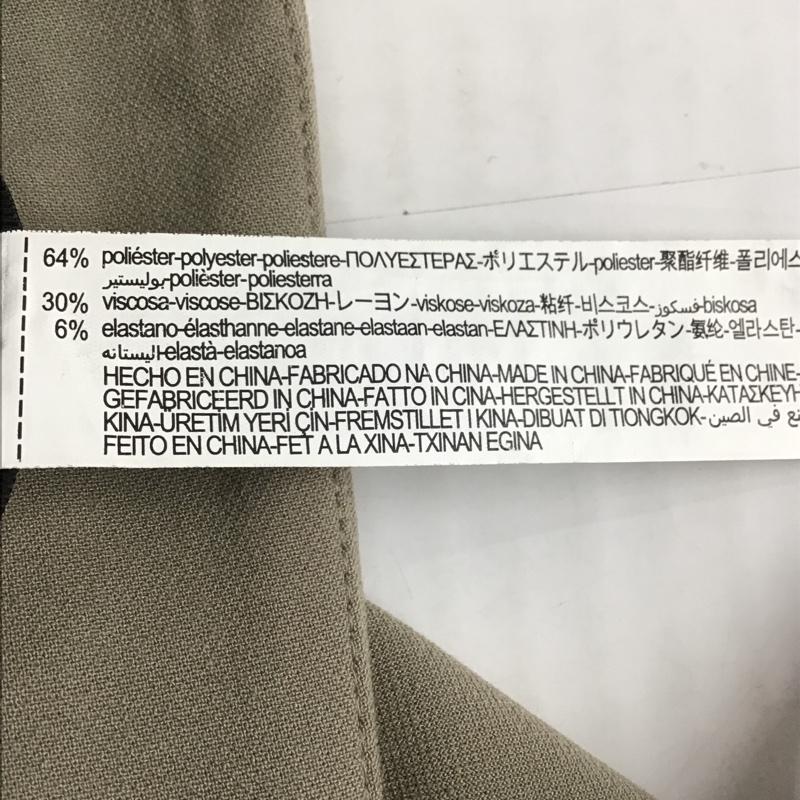 64% poliéster-polyester-poliestere-ΠΟΛΥΕΣΤΕΡΑΣ-ポリエステル-poliester-聚酯纤维-폴리에스
بوليستير-polièster-poliesterra
30% viscosa-viscose-ΒΙΣΚΟΖΗ-レーヨン-viskose-viskoza-粘纤-비스코스-فسكوز-biskosa
6% elastano-élasthanne-elastane-elastaan-elastan-ΕΛΑΣΤΙΝΗ-ポリウレタン-氨纶-엘라스탄-
اليستانه-elastà-elastanoa
HECHO EN CHINA-FABRICADO NA CHINA-MADE IN CHINA-FABRIQUÉ EN CHINE-
GEFABRICEERD IN CHINA-FATTO IN CINA-HERGESTELLT IN CHINA-ΚΑΤΑΣΚΕΥΗ
KINA-ÜRETİM YERİ ÇİN-FREMSTILLET I KINA-DIBUAT DI TIONGKOK-في الصين
FEITO EN CHINA-FET A LA XINA-TXINAN EGINA